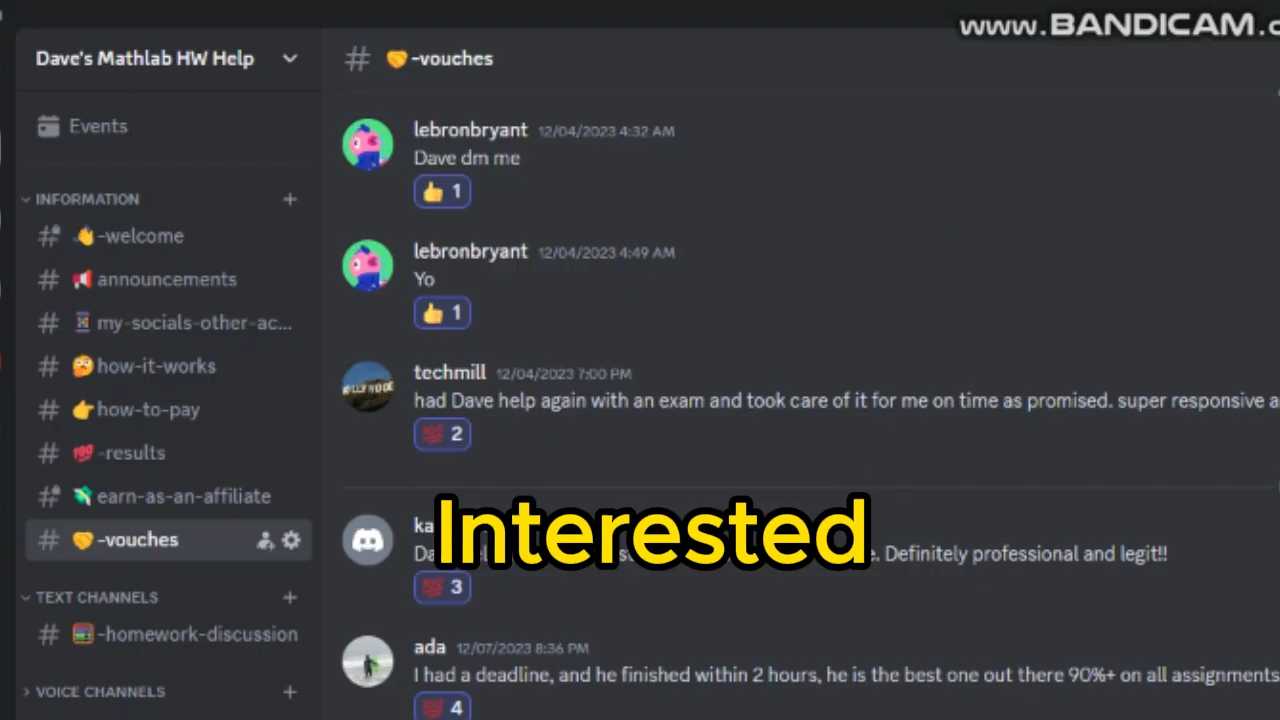 www.BANDICAM.c
Dave's Mathlab HW Help
# 🤝-vouches
Events
INFORMATION
👋-welcome
📢 announcements
my-socials-other-ac...
🤔how-it-works
👉how-to-pay
💯-results
💸 earn-as-an-affiliate
🤝-vouches
TEXT CHANNELS
-homework-discussion
VOICE CHANNELS
lebronbryant 12/04/2023 4:32 AM
Dave dm me
👍 1
lebronbryant 12/04/2023 4:49 AM
Yo
👍 1
techmill 12/04/2023 7:00 PM
had Dave help again with an exam and took care of it for me on time as promised. super responsive a
💯 2
ka
Da e. Definitely professional and legit!!
💯 3
Interested
ada 12/07/2023 8:36 PM
I had a deadline, and he finished within 2 hours, he is the best one out there 90%+ on all assignments
💯 4